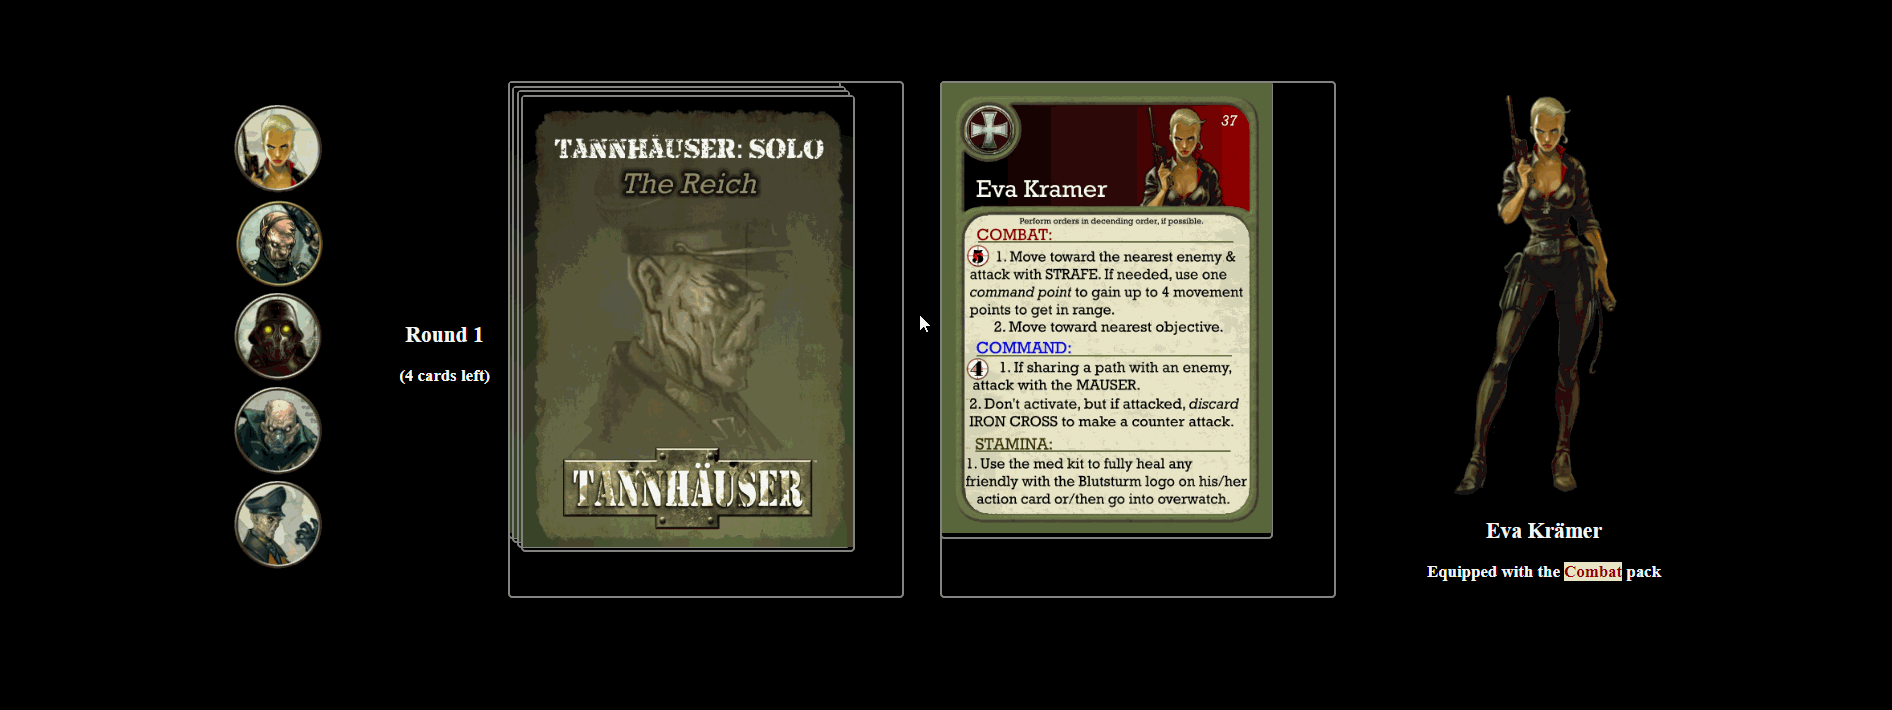 Round 1
(4 cards left)
TANNHÄUSER: SOLO
The Reich
TANNHÄUSER
37
Eva Kramer
Perform orders in decending order, if possible.
COMBAT:
5 1. Move toward the nearest enemy &
attack with STRAFE. If needed, use one
command point to gain up to 4 movement
points to get in range.
2. Move toward nearest objective.
COMMAND:
4 1. If sharing a path with an enemy,
attack with the MAUSER.
2. Don't activate, but if attacked, discard
IRON CROSS to make a counter attack.
STAMINA:
1. Use the med kit to fully heal any
friendly with the Blutsturm logo on his/her
action card or/then go into overwatch.
Eva Krämer
Equipped with the Combat pack